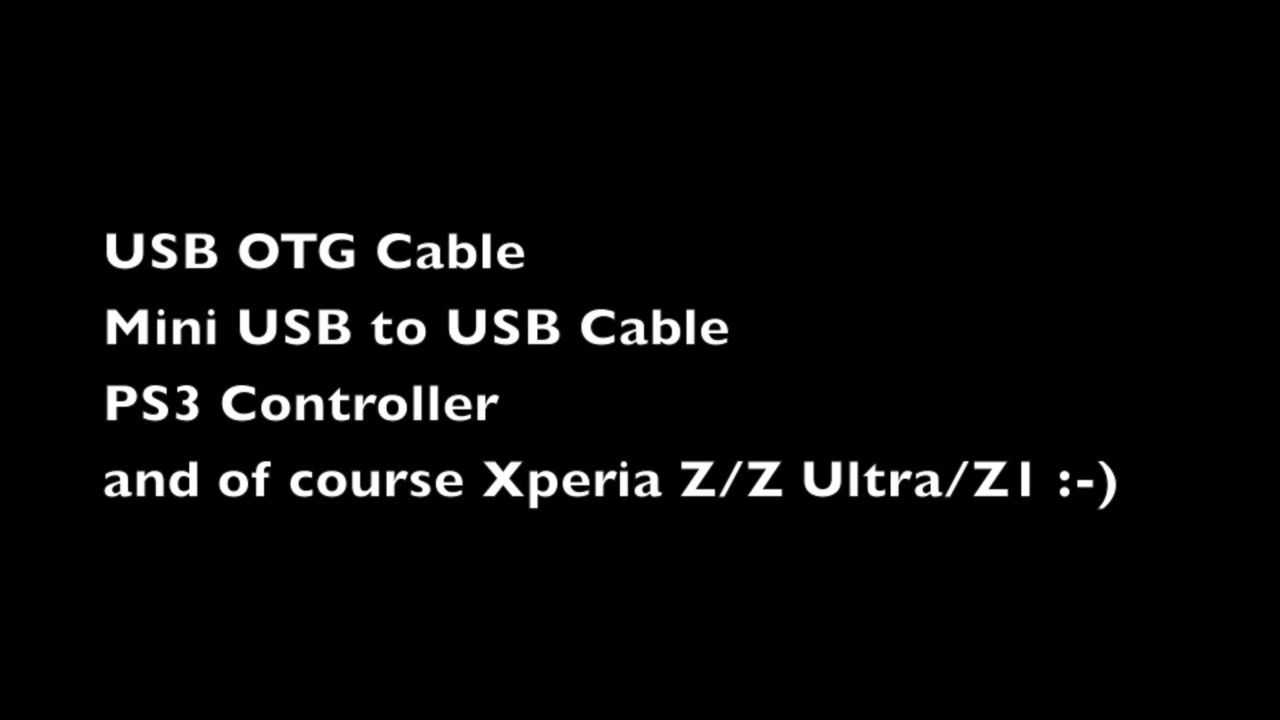 USB OTG Cable
Mini USB to USB Cable
PS3 Controller
and of course Xperia Z/Z Ultra/Z1 :-)